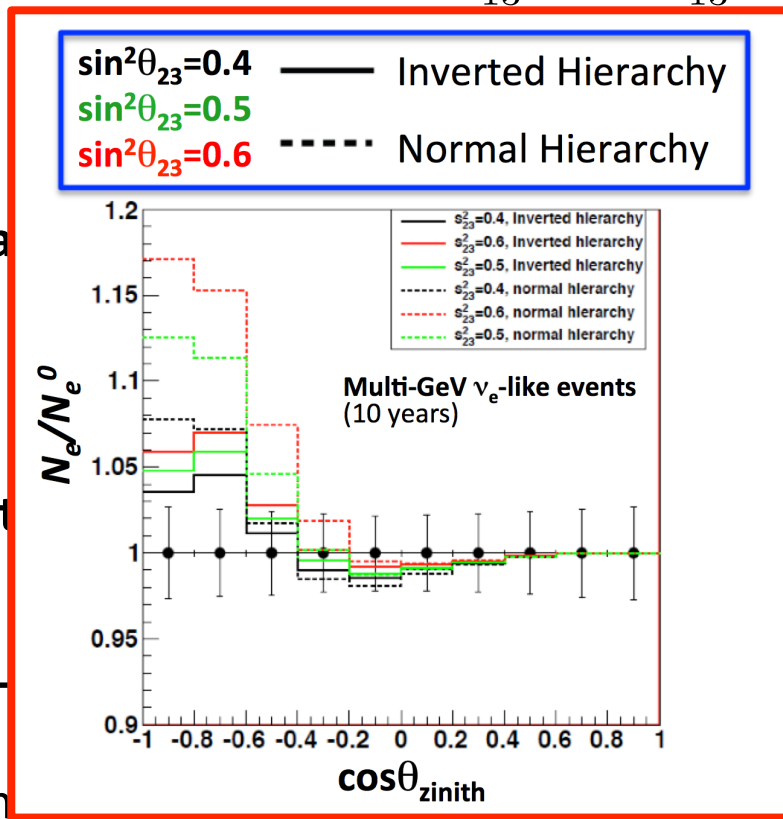 13 13
sin²θ₂₃=0.4 Inverted Hierarchy
sin²θ₂₃=0.5
sin²θ₂₃=0.6 Normal Hierarchy
a
t
n
1.2
1.15
1.1
1.05
1
0.95
0.9
Nₑ/Nₑ⁰
s²₂₃=0.4, Inverted hierarchy
s²₂₃=0.6, Inverted hierarchy
s²₂₃=0.5, Inverted hierarchy
s²₂₃=0.4, normal hierarchy
s²₂₃=0.6, normal hierarchy
s²₂₃=0.5, normal hierarchy
Multi-GeV νₑ-like events
(10 years)
-1 -0.8 -0.6 -0.4 -0.2 0 0.2 0.4 0.6 0.8 1
cosθ_zinith